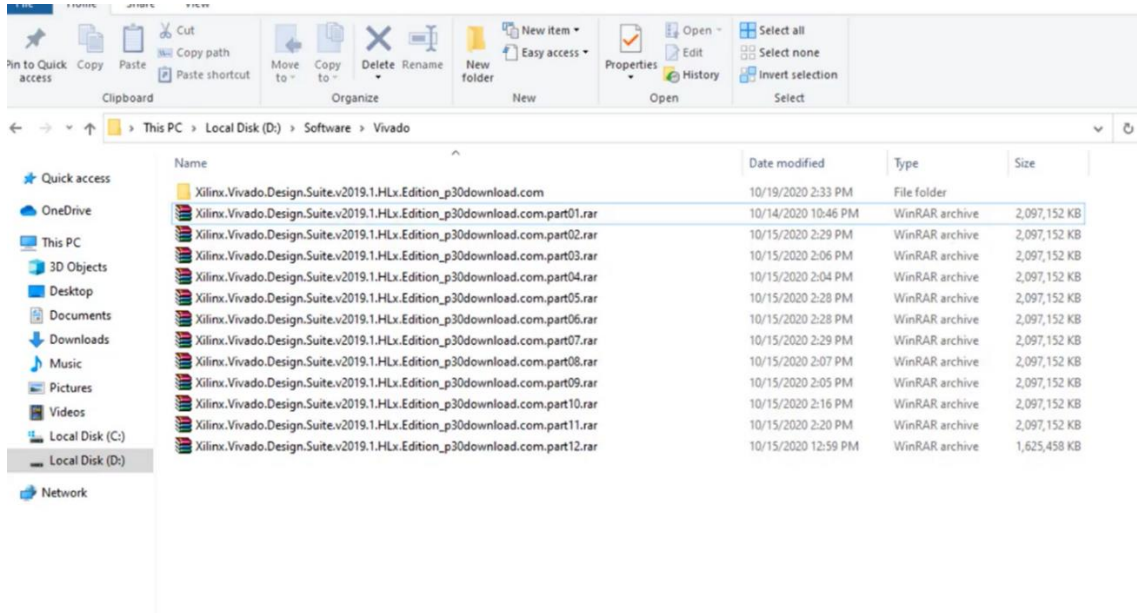 File Home Share View
Pin to Quick access
Copy
Paste
Cut
Copy path
Paste shortcut
Clipboard
Move to
Copy to
Delete
Rename
Organize
New folder
New item
Easy access
New
Properties
Open
Edit
History
Open
Select all
Select none
Invert selection
Select
This PC > Local Disk (D:) > Software > Vivado
Quick access
OneDrive
This PC
3D Objects
Desktop
Documents
Downloads
Music
Pictures
Videos
Local Disk (C:)
Local Disk (D:)
Network
Name Date modified Type Size
Xilinx.Vivado.Design.Suite.v2019.1.HLx.Edition_p30download.com 10/19/2020 2:33 PM File folder
Xilinx.Vivado.Design.Suite.v2019.1.HLx.Edition_p30download.com.part01.rar 10/14/2020 10:46 PM WinRAR archive 2,097,152 KB
Xilinx.Vivado.Design.Suite.v2019.1.HLx.Edition_p30download.com.part02.rar 10/15/2020 2:29 PM WinRAR archive 2,097,152 KB
Xilinx.Vivado.Design.Suite.v2019.1.HLx.Edition_p30download.com.part03.rar 10/15/2020 2:06 PM WinRAR archive 2,097,152 KB
Xilinx.Vivado.Design.Suite.v2019.1.HLx.Edition_p30download.com.part04.rar 10/15/2020 2:04 PM WinRAR archive 2,097,152 KB
Xilinx.Vivado.Design.Suite.v2019.1.HLx.Edition_p30download.com.part05.rar 10/15/2020 2:28 PM WinRAR archive 2,097,152 KB
Xilinx.Vivado.Design.Suite.v2019.1.HLx.Edition_p30download.com.part06.rar 10/15/2020 2:28 PM WinRAR archive 2,097,152 KB
Xilinx.Vivado.Design.Suite.v2019.1.HLx.Edition_p30download.com.part07.rar 10/15/2020 2:29 PM WinRAR archive 2,097,152 KB
Xilinx.Vivado.Design.Suite.v2019.1.HLx.Edition_p30download.com.part08.rar 10/15/2020 2:07 PM WinRAR archive 2,097,152 KB
Xilinx.Vivado.Design.Suite.v2019.1.HLx.Edition_p30download.com.part09.rar 10/15/2020 2:05 PM WinRAR archive 2,097,152 KB
Xilinx.Vivado.Design.Suite.v2019.1.HLx.Edition_p30download.com.part10.rar 10/15/2020 2:16 PM WinRAR archive 2,097,152 KB
Xilinx.Vivado.Design.Suite.v2019.1.HLx.Edition_p30download.com.part11.rar 10/15/2020 2:20 PM WinRAR archive 2,097,152 KB
Xilinx.Vivado.Design.Suite.v2019.1.HLx.Edition_p30download.com.part12.rar 10/15/2020 12:59 PM WinRAR archive 1,625,458 KB